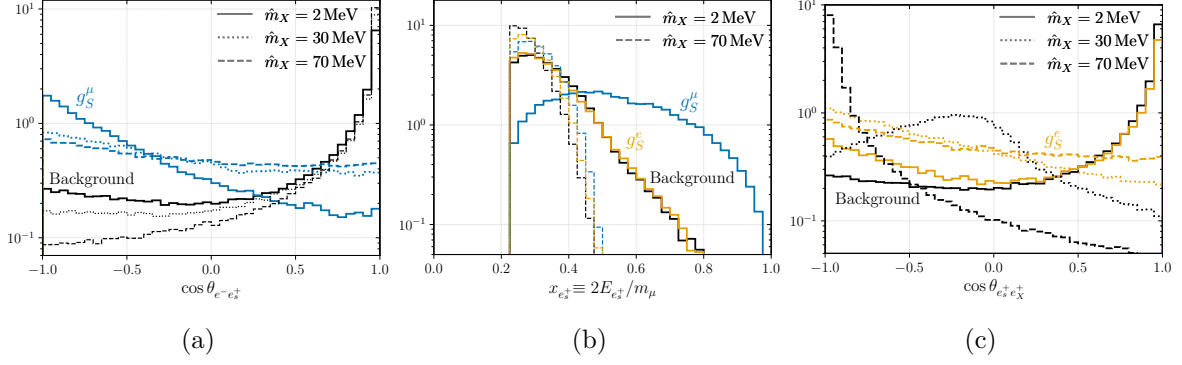 m̂_X = 2 MeV
m̂_X = 30 MeV
m̂_X = 70 MeV
g_S^μ
Background
10^1
10^0
10^{-1}
−1.0 −0.5 0.0 0.5 1.0
cos θ_{e^- e_s^+}
(a)
m̂_X = 2 MeV
m̂_X = 70 MeV
g_S^μ
g_S^e
Background
10^1
10^0
10^{-1}
0.0 0.2 0.4 0.6 0.8 1.0
x_{e_s^+} ≡ 2E_{e_s^+}/m_μ
(b)
m̂_X = 2 MeV
m̂_X = 30 MeV
m̂_X = 70 MeV
g_S^e
Background
10^1
10^0
10^{-1}
−1.0 −0.5 0.0 0.5 1.0
cos θ_{e_s^+ e_X^+}
(c)